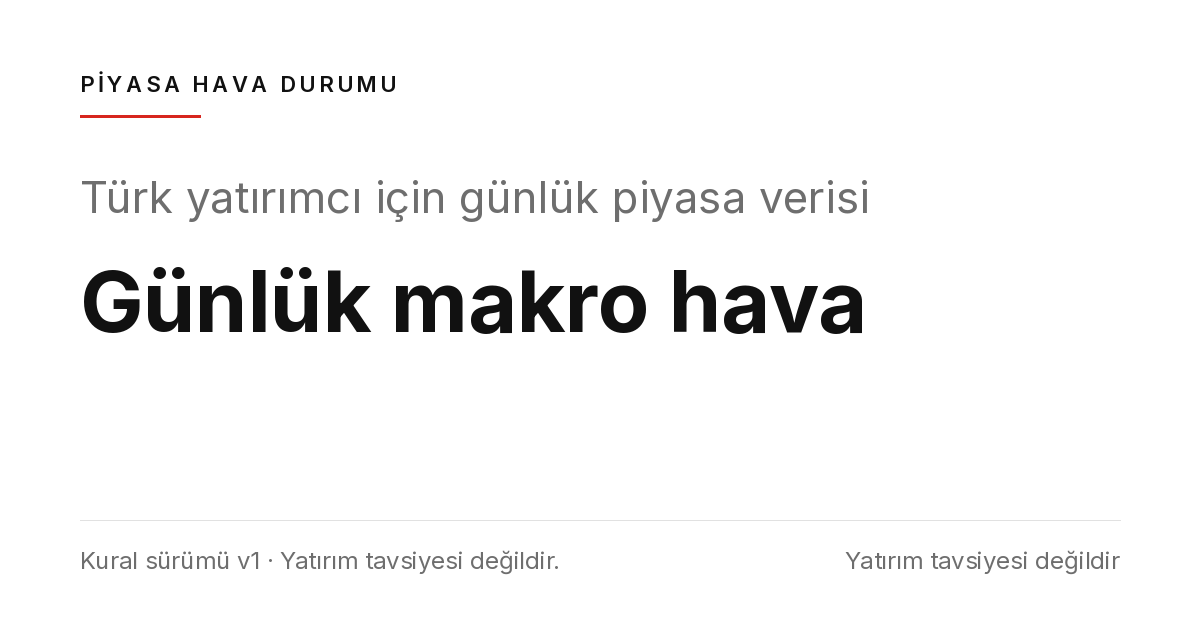 PİYASA HAVA DURUMU
Türk yatırımcı için günlük piyasa verisi
Günlük makro hava
Kural sürümü v1 · Yatırım tavsiyesi değildir.
Yatırım tavsiyesi değildir